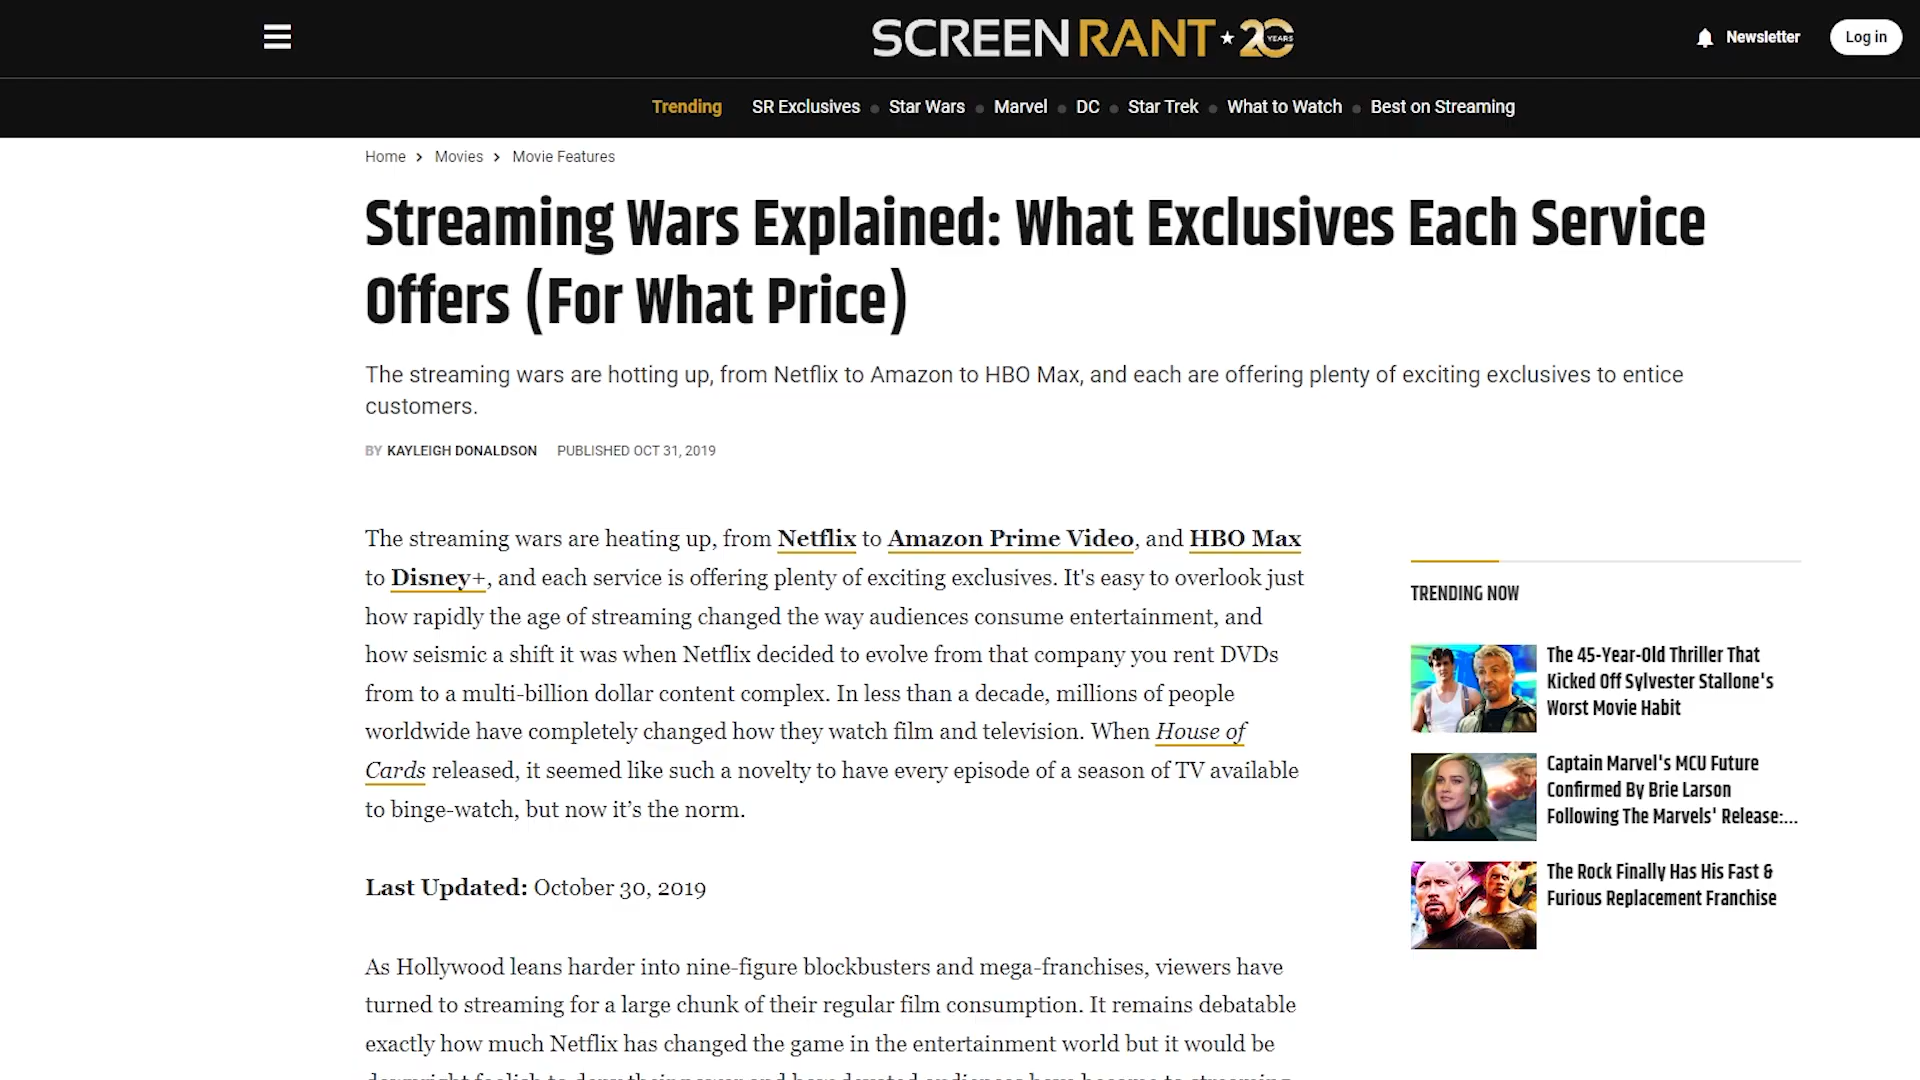 SCREENRANT ★ 20 YEARS
Newsletter
Log in
Trending SR Exclusives Star Wars Marvel DC Star Trek What to Watch Best on Streaming
Home > Movies > Movie Features
Streaming Wars Explained: What Exclusives Each Service
Offers (For What Price)
The streaming wars are hotting up, from Netflix to Amazon to HBO Max, and each are offering plenty of exciting exclusives to entice
customers.
BY KAYLEIGH DONALDSON PUBLISHED OCT 31, 2019
The streaming wars are heating up, from Netflix to Amazon Prime Video, and HBO Max
to Disney+, and each service is offering plenty of exciting exclusives. It's easy to overlook just
how rapidly the age of streaming changed the way audiences consume entertainment, and
how seismic a shift it was when Netflix decided to evolve from that company you rent DVDs
from to a multi-billion dollar content complex. In less than a decade, millions of people
worldwide have completely changed how they watch film and television. When House of
Cards released, it seemed like such a novelty to have every episode of a season of TV available
to binge-watch, but now it’s the norm.
Last Updated: October 30, 2019
As Hollywood leans harder into nine-figure blockbusters and mega-franchises, viewers have
turned to streaming for a large chunk of their regular film consumption. It remains debatable
exactly how much Netflix has changed the game in the entertainment world but it would be
TRENDING NOW
The 45-Year-Old Thriller That
Kicked Off Sylvester Stallone's
Worst Movie Habit
Captain Marvel's MCU Future
Confirmed By Brie Larson
Following The Marvels' Release:...
The Rock Finally Has His Fast &
Furious Replacement Franchise